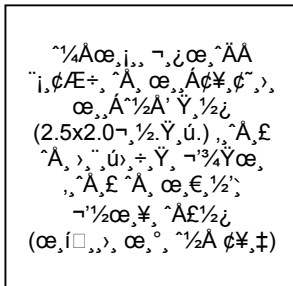 ˆ¼Åœ¸¡¸¸ ¬¸¿œ¸ˆÄÅ
¨¡¸¢Æ÷¸ ˆÅ¸ œ¸¸Á¢¥¸¢˜¸›¸
œ¸¸Áˆ½Å’ Ÿ¸½¿
(2.5x2.0¬¸½.Ÿ¸ú.) ¸¸ˆÅ¸£
ˆÅ¸ ›¸¨¸ú›¸÷¸Ÿ¸ ¬’¾Ÿœ¸
¸¸ˆÅ¸£ ˆÅ¸ œ¸€¸½’¸
¬’½œ¸¥¸ ˆÅ£½¿
(œ¸í□¸¸›¸ œ¸°¸ ˆ½Å ¢¥¸‡)